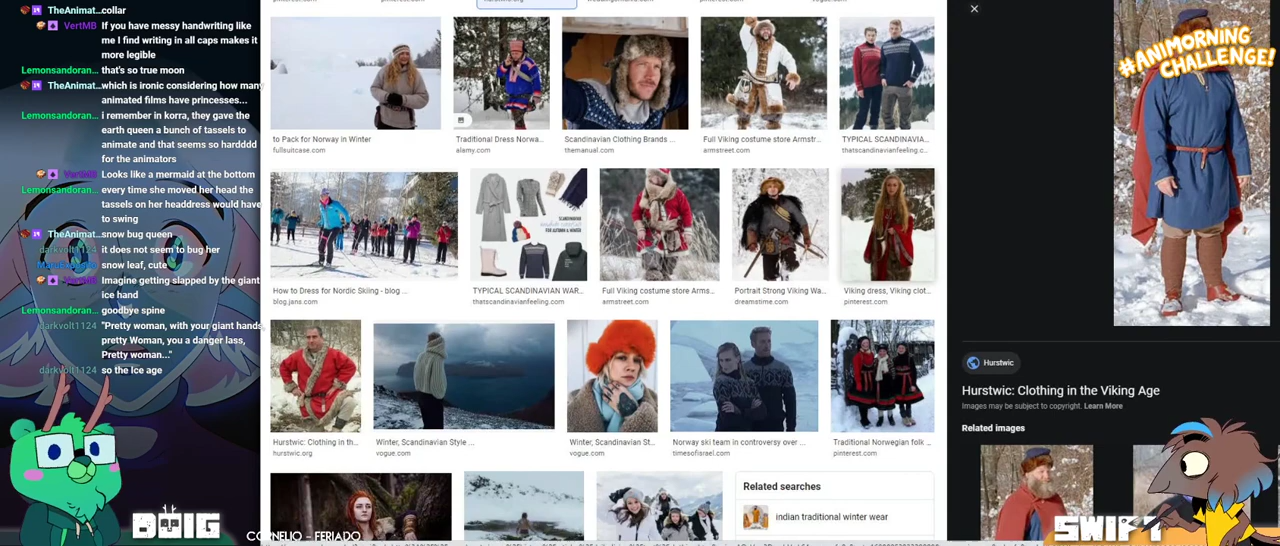 TheAnimat... collar
VertMB If you have messy handwriting like
me I find writing in all caps makes it
more legible
Lemonsandoran... that's so true moon
TheAnimat... which is ironic considering how many
animated films have princesses...
Lemonsandoran... i remember in korra, they gave the
earth queen a bunch of tassels to
animate and that seems so harddd
for the animators
VertMB Looks like a mermaid at the bottom
Lemonsandoran... every time she moved her head the
tassels on her headdress would have
to swing
TheAnimat... snow bug queen
darkvolt1124 it does not seem to bug her
snow leaf, cute
VertMB Imagine getting slapped by the giant
ice hand
Lemonsandoran... goodbye spine
darkvolt1124 "Pretty woman, with your giant hands,
pretty Woman, you a danger lass,
Pretty woman..."
darkvolt1124 so the ice age
BOIG
CORNELIO - FERIADO
to Pack for Norway in Winter
fullsuitcase.com
Traditional Dress Norwa...
alamy.com
Scandinavian Clothing Brands ...
themanual.com
Full Viking costume store Armstr...
armstreet.com
TYPICAL SCANDINAVIA...
thatscandinavianfeeling.c...
SCANDINAVIAN
How to Dress for Nordic Skiing - blog ...
blog.jans.com
TYPICAL SCANDINAVIAN WAR...
thatscandinavianfeeling.com
Full Viking costume store Arms...
armstreet.com
Portrait Strong Viking Wa...
dreamstime.com
Viking dress, Viking clot...
pinterest.com
Hurstwic: Clothing in th...
hurstwic.org
Winter, Scandinavian Style ...
vogue.com
Winter, Scandinavian St...
vogue.com
Norway ski team in controversy over ...
timesofisrael.com
Traditional Norwegian folk ...
pinterest.com
Related searches
indian traditional winter wear
#ANIMORNING
CHALLENGE!
Hurstwic
Hurstwic: Clothing in the Viking Age
Images may be subject to copyright. Learn More
Related images
SWIFT